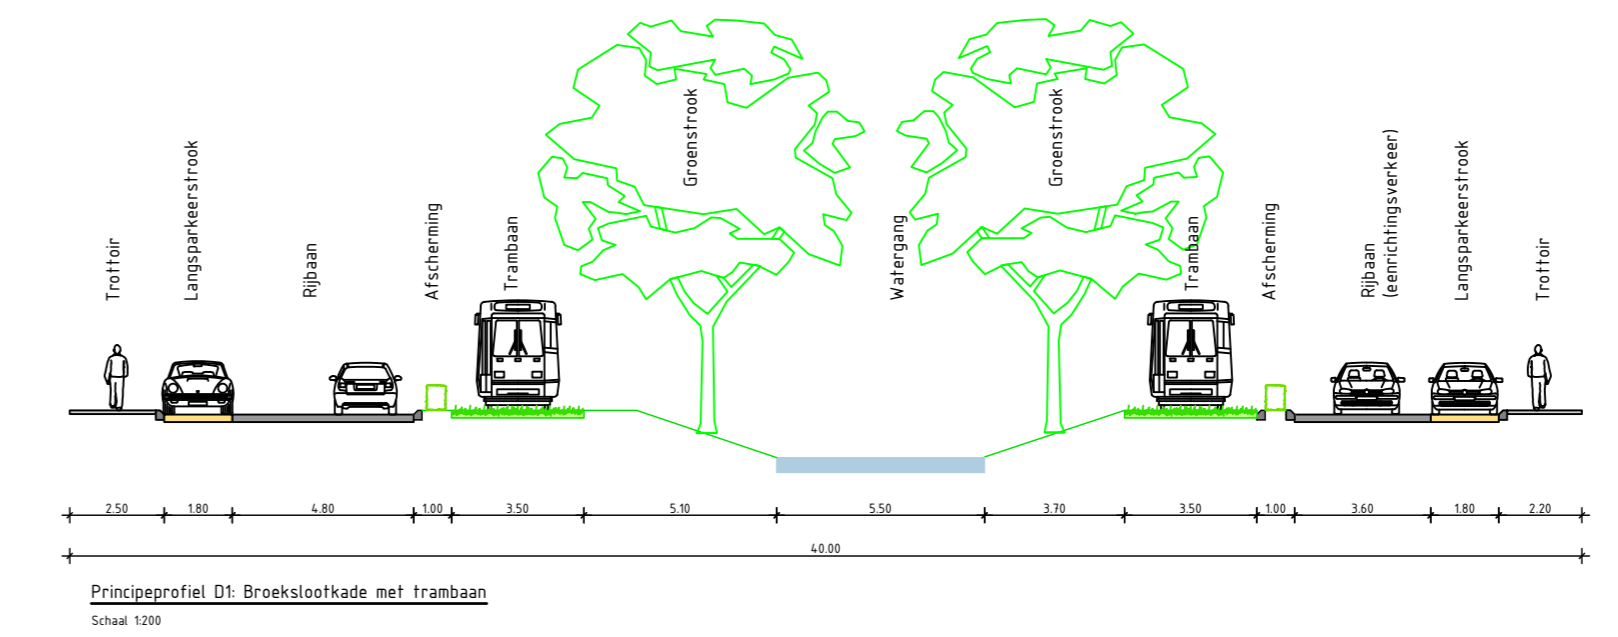 Trottoir
Langsparkeerstrook
Rijbaan
Afscherming
Trambaan
Groenstrook
Watergang
Groenstrook
Trambaan
Afscherming
Rijbaan
(eenrichtingsverkeer)
Langsparkeerstrook
Trottoir
2.50 1.80 4.80 1.00 3.50 5.10 5.50 3.70 3.50 1.00 3.60 1.80 2.20
40.00
Principeprofiel D1: Broekslootkade met trambaan
Schaal 1:200